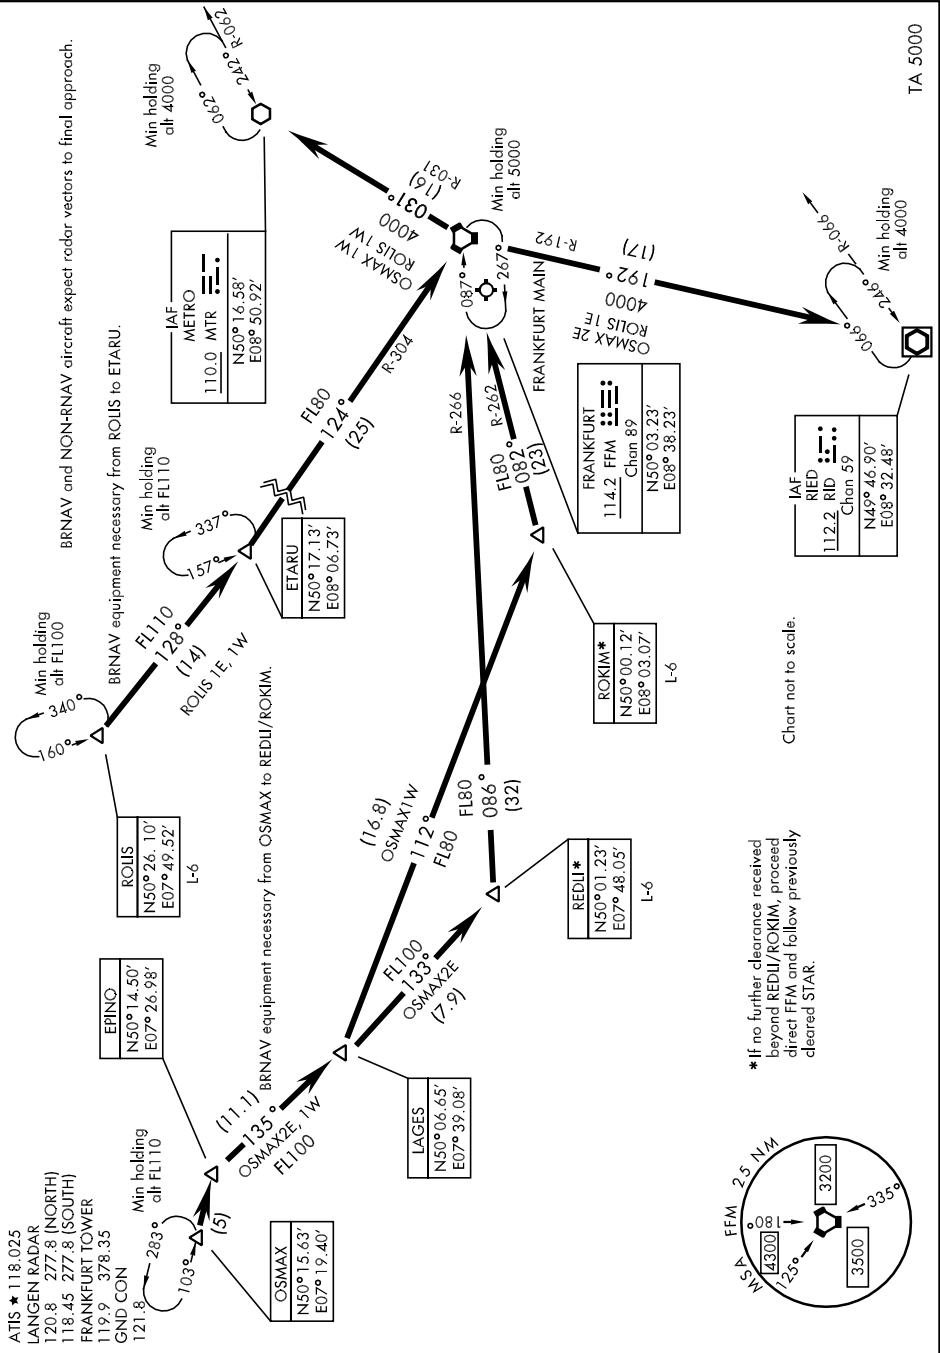 ATIS ★ 118.025
LANGEN RADAR
120.8 277.8 (NORTH)
118.45 277.8 (SOUTH)
FRANKFURT TOWER
119.9 378.35
GND CON
121.8
BRNAV and NON-RNAV aircraft expect radar vectors to final approach.
BRNAV equipment necessary from ROLIS to ETARU.
BRNAV equipment necessary from OSMAX to REDLI/ROKIM.
Min holding
alt FL110
283°
103°
OSMAX
N50°15.63'
E07°19.40'
(5)
EPINO
N50°14.50'
E07°26.98'
(11.1)
135°
OSMAX2E, 1W
FL100
LAGES
N50°06.65'
E07°39.08'
FL100
133°
OSMAX2E
(7.9)
(16.8)
OSMAX1W
112°
FL80
REDLI*
N50°01.23'
E07°48.05'
L-6
FL80
086°
(32)
R-266
ROLIS
N50°26.10'
E07°49.52'
L-6
Min holding
alt FL100
340°
160°
FL110
128°
(14)
ROLIS 1E, 1W
Min holding
alt FL110
337°
157°
ETARU
N50°17.13'
E08°06.73'
FL80
124°
(25)
R-304
ROKIM*
N50°00.12'
E08°03.07'
L-6
FL80
082°
(23)
R-262
IAF
METRO
110.0 MTR
N50°16.58'
E08°50.92'
Min holding
alt 4000
062°
242°
R-062
R-031
(16)
031°
4000
ROLIS 1W
OSMAX 1W
Min holding
alt 5000
087°
267°
FRANKFURT MAIN
FRANKFURT
114.2 FFM
Chan 89
N50°03.23'
E08°38.23'
R-192
(17)
192°
4000
ROLIS 1E
OSMAX 2E
IAF
RIED
112.2 RID
Chan 59
N49°46.90'
E08°32.48'
Min holding
alt 4000
066°
246°
R-066
Chart not to scale.
*If no further clearance received
beyond REDLI/ROKIM, proceed
direct FFM and follow previously
cleared STAR.
MSA FFM 25 NM
180°
125°
335°
4300
3200
3500
TA 5000